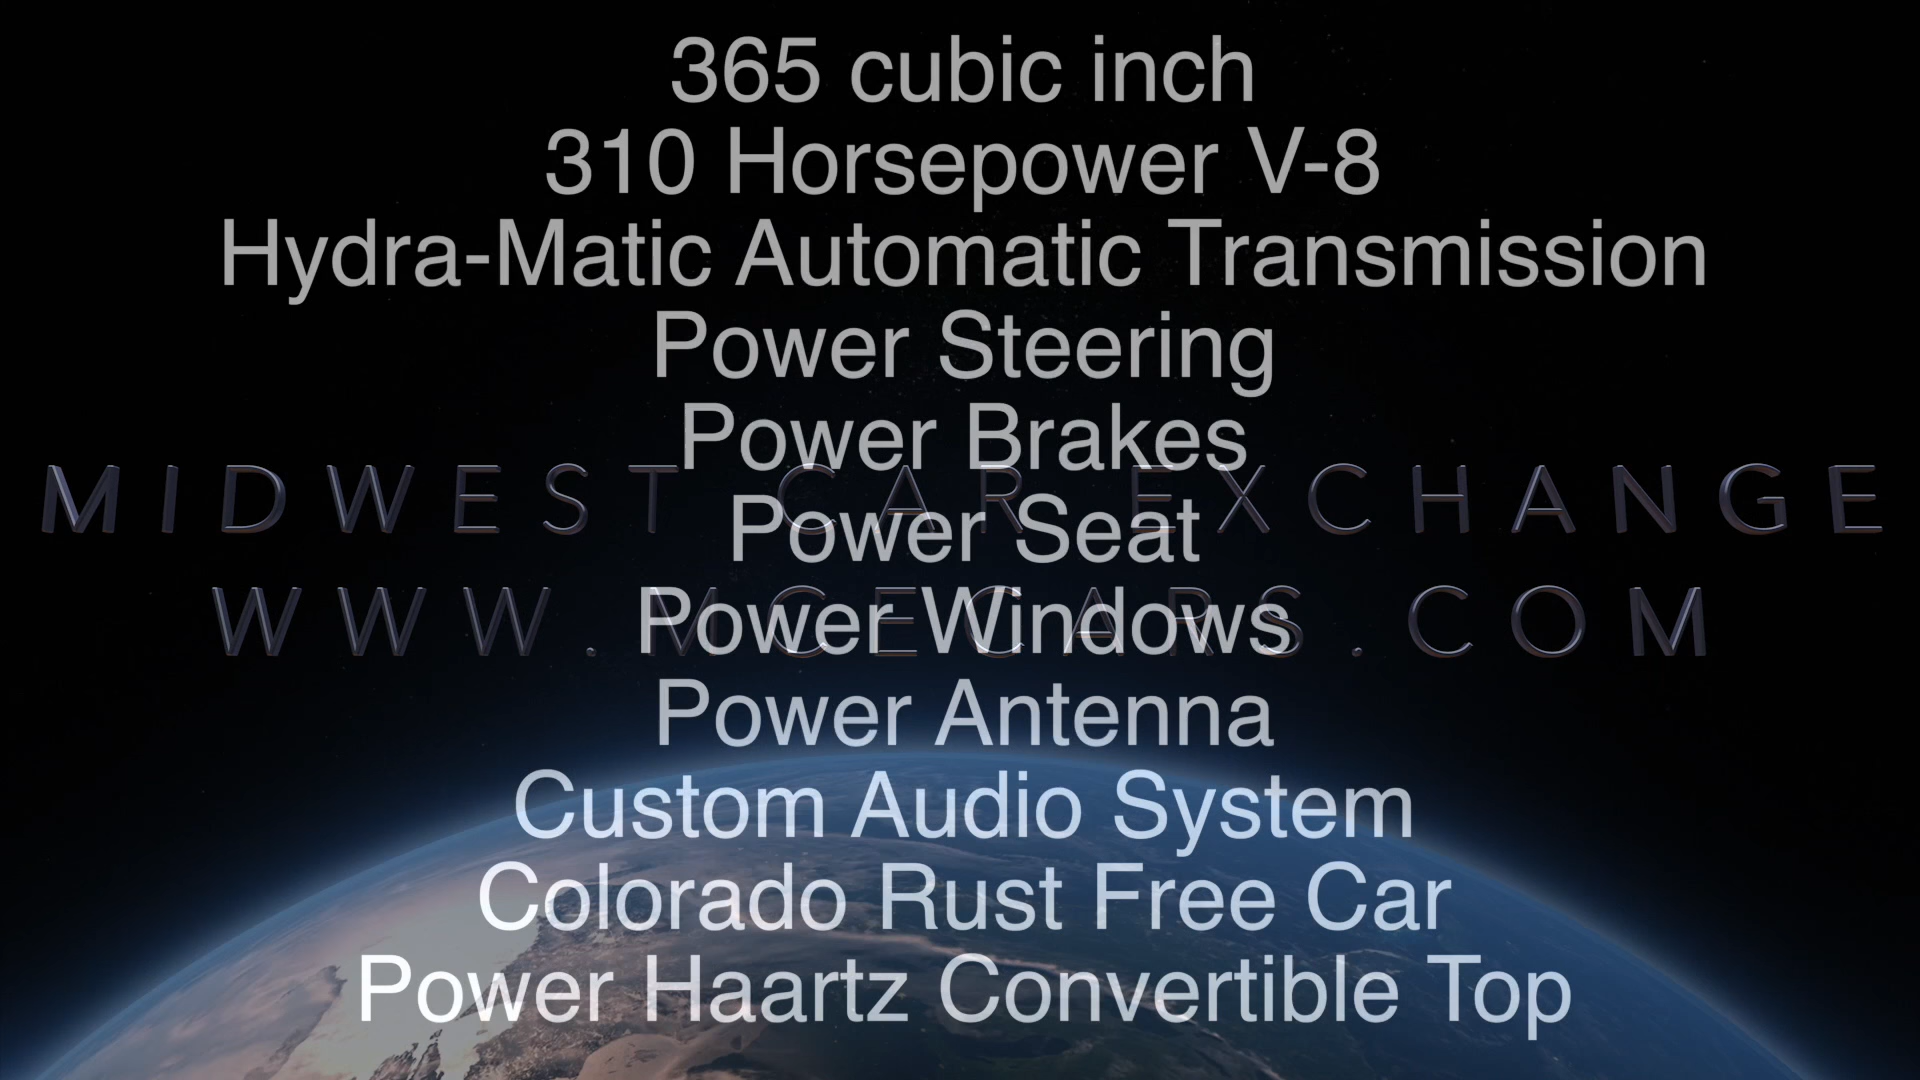 365 cubic inch
310 Horsepower V-8
Hydra-Matic Automatic Transmission
Power Steering
Power Brakes
MIDWEST CAR EXCHANGE
Power Seat
WWW.MCECARS.COM
Power Windows
Power Antenna
Custom Audio System
Colorado Rust Free Car
Power Haartz Convertible Top